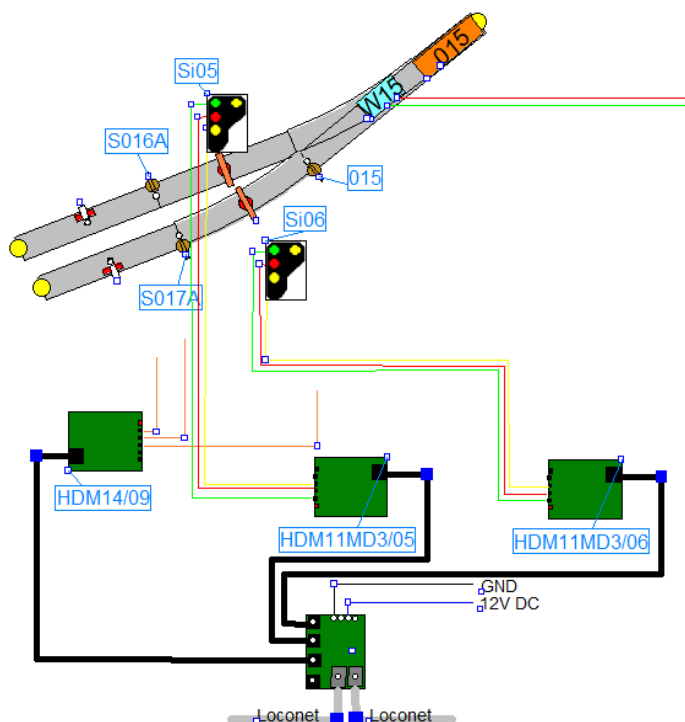 015
Si05
W15
S016A
015
Si06
S017A
HDM14/09
HDM11MD3/05
HDM11MD3/06
GND
12V DC
Loconet
Loconet